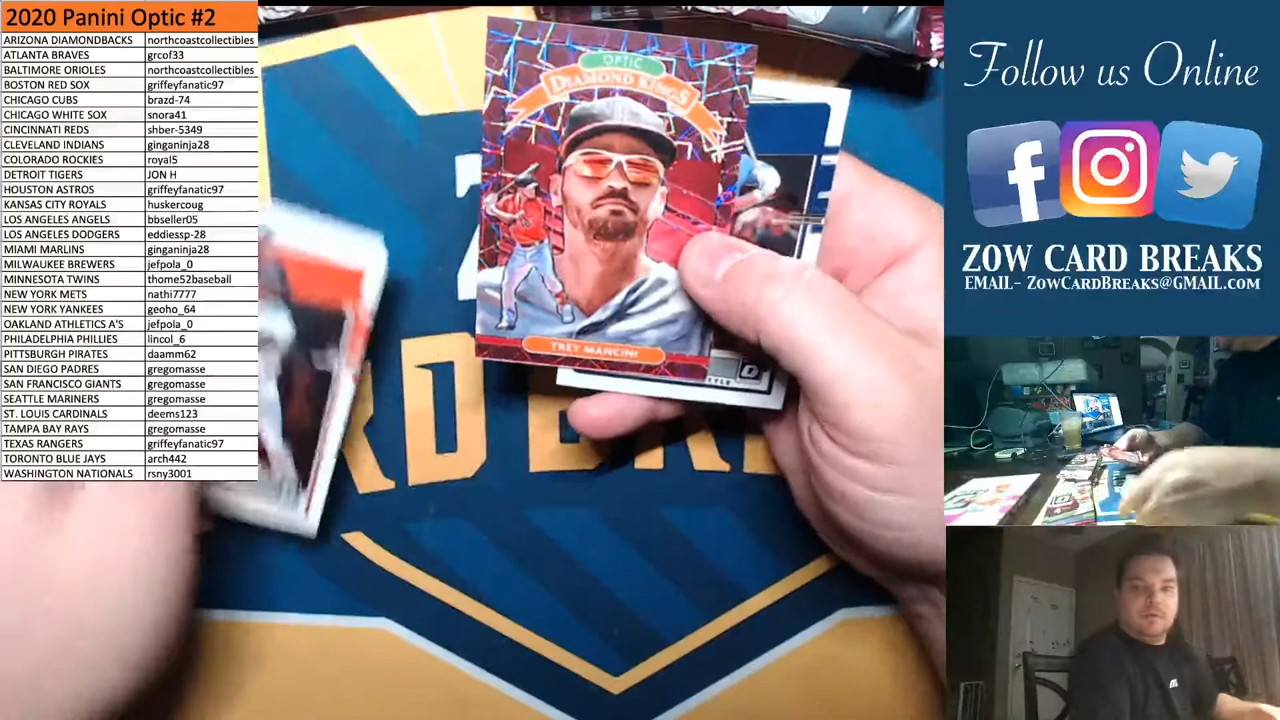 2020 Panini Optic #2
ARIZONA DIAMONDBACKS northcoastcollectibles
ATLANTA BRAVES grcof33
BALTIMORE ORIOLES northcoastcollectibles
BOSTON RED SOX griffeyfanatic97
CHICAGO CUBS brazd-74
CHICAGO WHITE SOX snora41
CINCINNATI REDS shber-5349
CLEVELAND INDIANS ginganinja28
COLORADO ROCKIES royal5
DETROIT TIGERS JON H
HOUSTON ASTROS griffeyfanatic97
KANSAS CITY ROYALS huskercoug
LOS ANGELES ANGELS bbseller05
LOS ANGELES DODGERS eddiessp-28
MIAMI MARLINS ginganinja28
MILWAUKEE BREWERS jefpola_0
MINNESOTA TWINS thome52baseball
NEW YORK METS nathi7777
NEW YORK YANKEES geoho_64
OAKLAND ATHLETICS A'S jefpola_0
PHILADELPHIA PHILLIES lincol_6
PITTSBURGH PIRATES daamm62
SAN DIEGO PADRES gregomasse
SAN FRANCISCO GIANTS gregomasse
SEATTLE MARINERS gregomasse
ST. LOUIS CARDINALS deems123
TAMPA BAY RAYS gregomasse
TEXAS RANGERS griffeyfanatic97
TORONTO BLUE JAYS arch442
WASHINGTON NATIONALS rsny3001
OPTIC
DIAMOND KINGS
TREY MANCINI
Follow us Online
ZOW CARD BREAKS
EMAIL- ZowCardBreaks@gmail.com